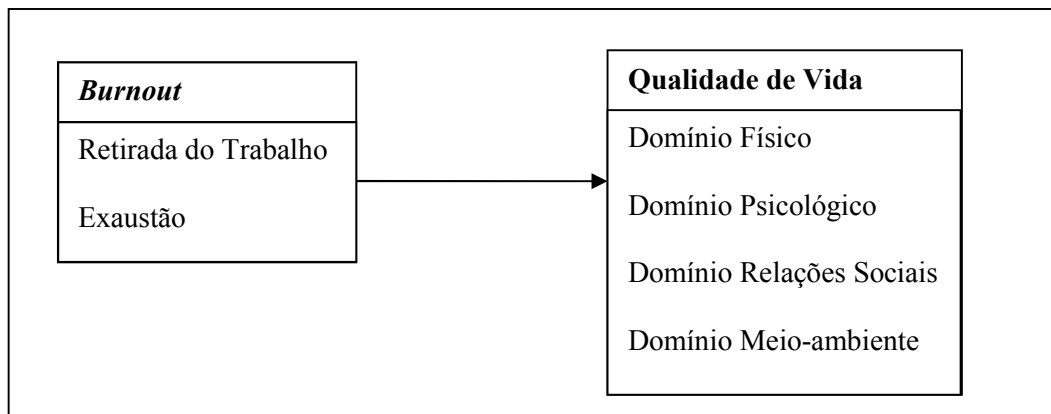 Burnout
Retirada do Trabalho
Exaustão
Qualidade de Vida
Domínio Físico
Domínio Psicológico
Domínio Relações Sociais
Domínio Meio-ambiente